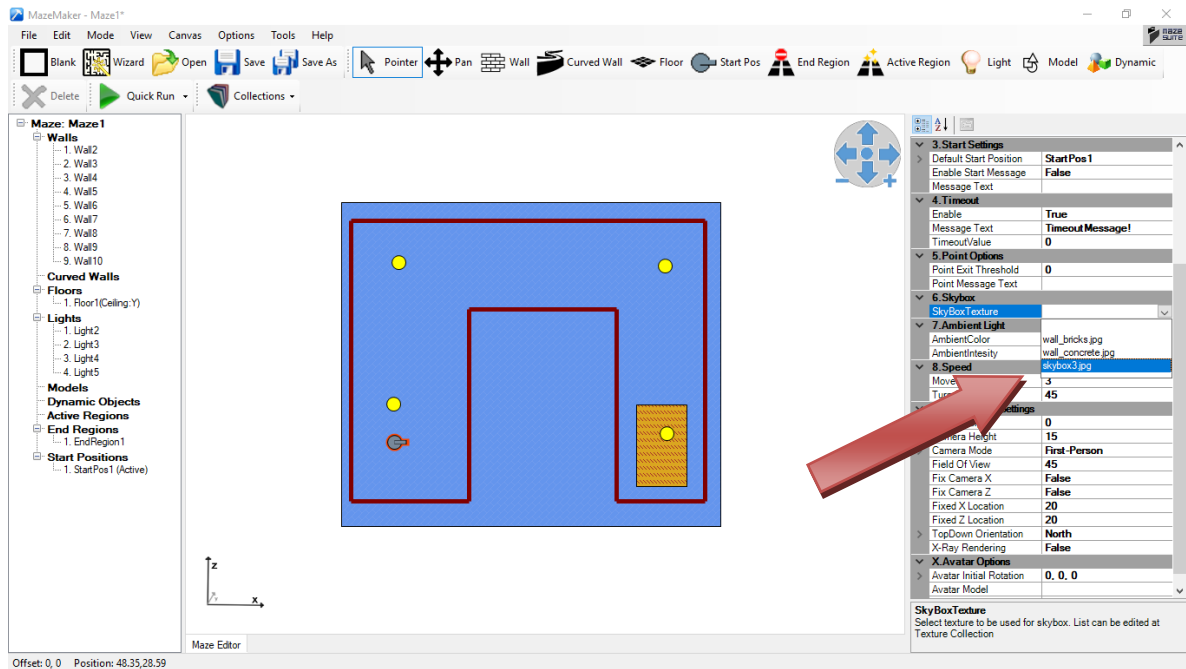 MazeMaker - Maze1*
File Edit Mode View Canvas Options Tools Help
maze suite
Blank Wizard Open Save Save As Pointer Pan Wall Curved Wall Floor Start Pos End Region Active Region Light Model Dynamic
Delete Quick Run Collections
Maze: Maze1
Walls
1. Wall2
2. Wall3
3. Wall4
4. Wall5
5. Wall6
6. Wall7
7. Wall8
8. Wall9
9. Wall10
Curved Walls
Floors
1. Floor1(Ceiling:Y)
Lights
1. Light2
2. Light3
3. Light4
4. Light5
Models
Dynamic Objects
Active Regions
End Regions
1. EndRegion1
Start Positions
1. StartPos1 (Active)
z
x
Maze Editor
3.Start Settings
Default Start Position StartPos1
Enable Start Message False
Message Text
4.Timeout
Enable True
Message Text TimeoutMessage!
TimeoutValue 0
5.Point Options
Point Exit Threshold 0
Point Message Text
6.Skybox
SkyBoxTexture
7.Ambient Light
AmbientColor wall_bricks.jpg
AmbientIntesity wall_concrete.jpg
8.Speed skybox3.jpg
3
45
0
Height 15
Camera Mode First-Person
Field Of View 45
Fix Camera X False
Fix Camera Z False
Fixed X Location 20
Fixed Z Location 20
TopDown Orientation North
X-Ray Rendering False
X.Avatar Options
Avatar Initial Rotation 0, 0, 0
Avatar Model
SkyBoxTexture
Select texture to be used for skybox. List can be edited at
Texture Collection
Offset: 0, 0 Position: 48.35,28.59